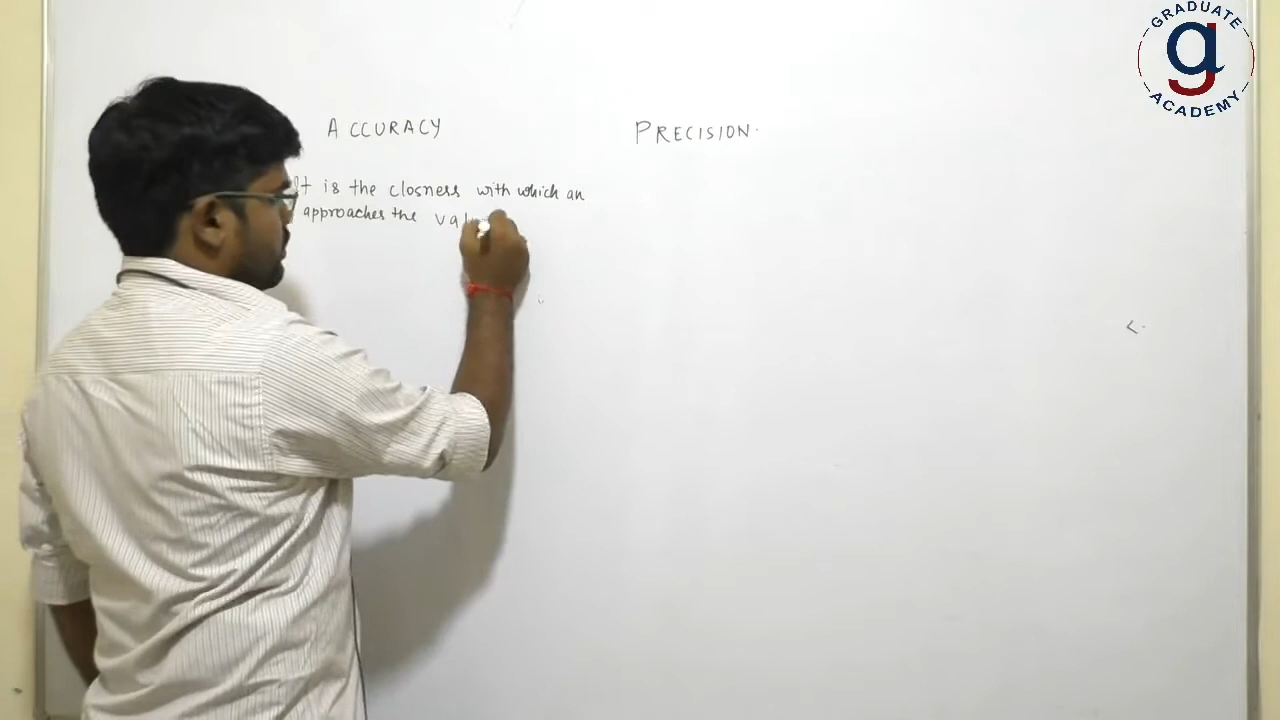 GRADUATE
ACADEMY
ACCURACY
PRECISION.
It is the closness with which an
approaches the